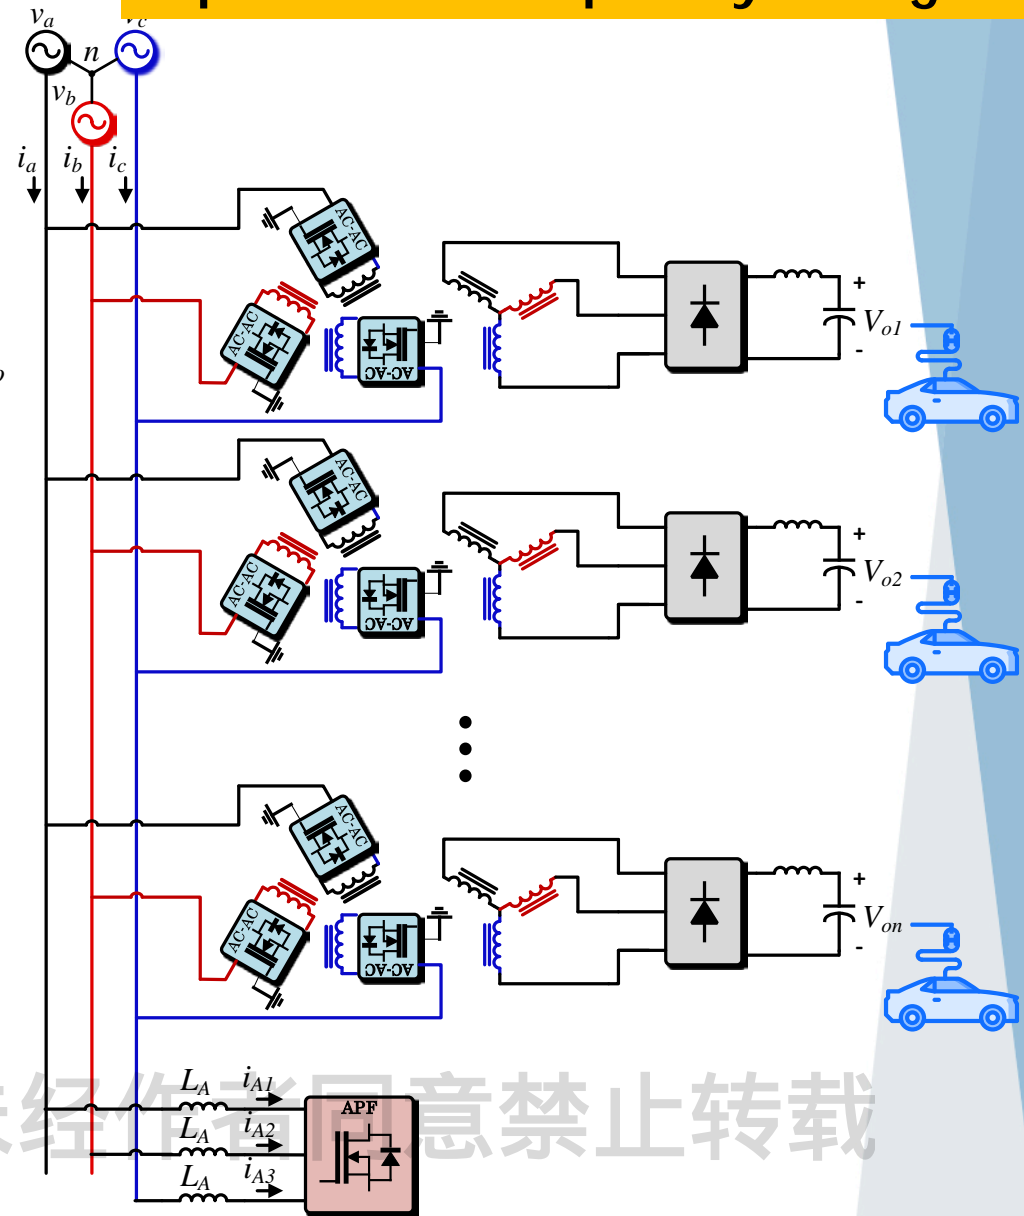 va
vc
n
vb
ia ib ic
AC-AC
AC-AC
AC-AC
+
Vo1
-
AC-AC
AC-AC
AC-AC
+
Vo2
-
AC-AC
AC-AC
AC-AC
+
Von
-
LA iA1
APF
LA iA2
LA iA3
经作者同意禁止转载